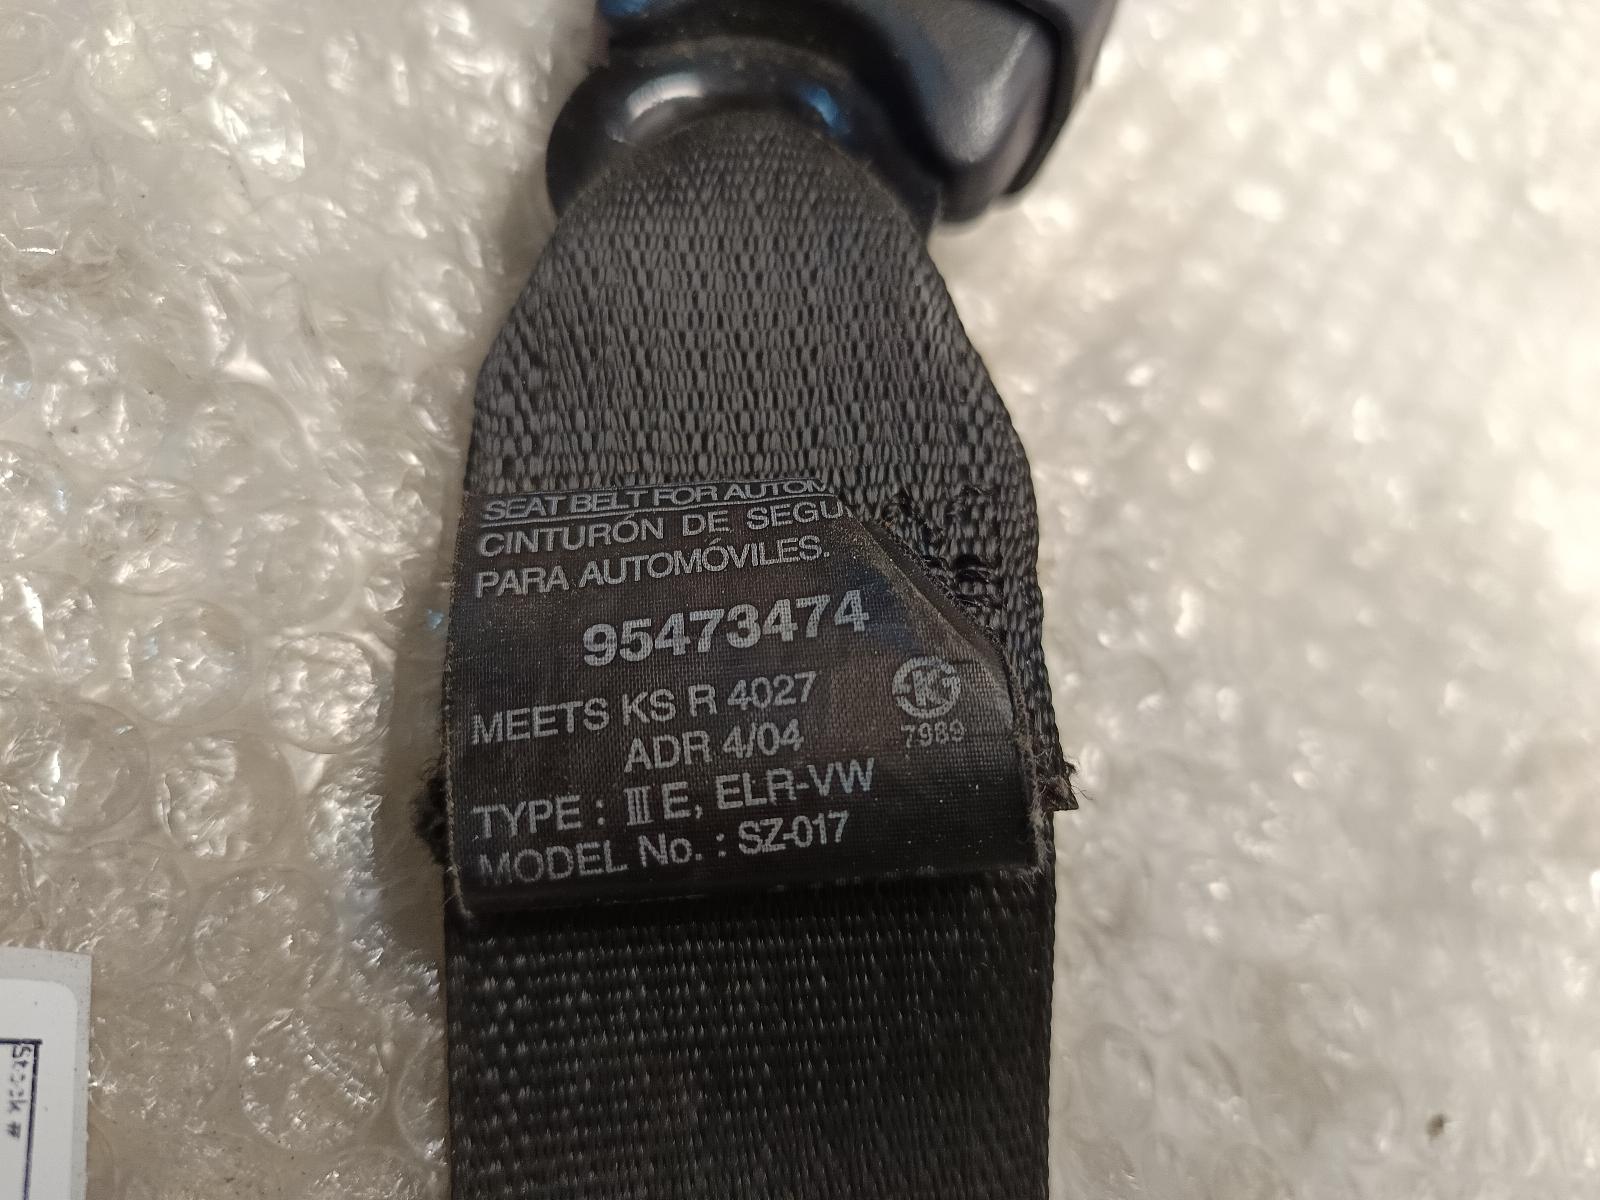 SEAT BELT FOR AUTOM
CINTURÓN DE SEGU
PARA AUTOMÓVILES.
95473474
MEETS KS R 4027
ADR 4/04
K
7989
TYPE : III E, ELR-VW
MODEL No. : SZ-017
Stock #